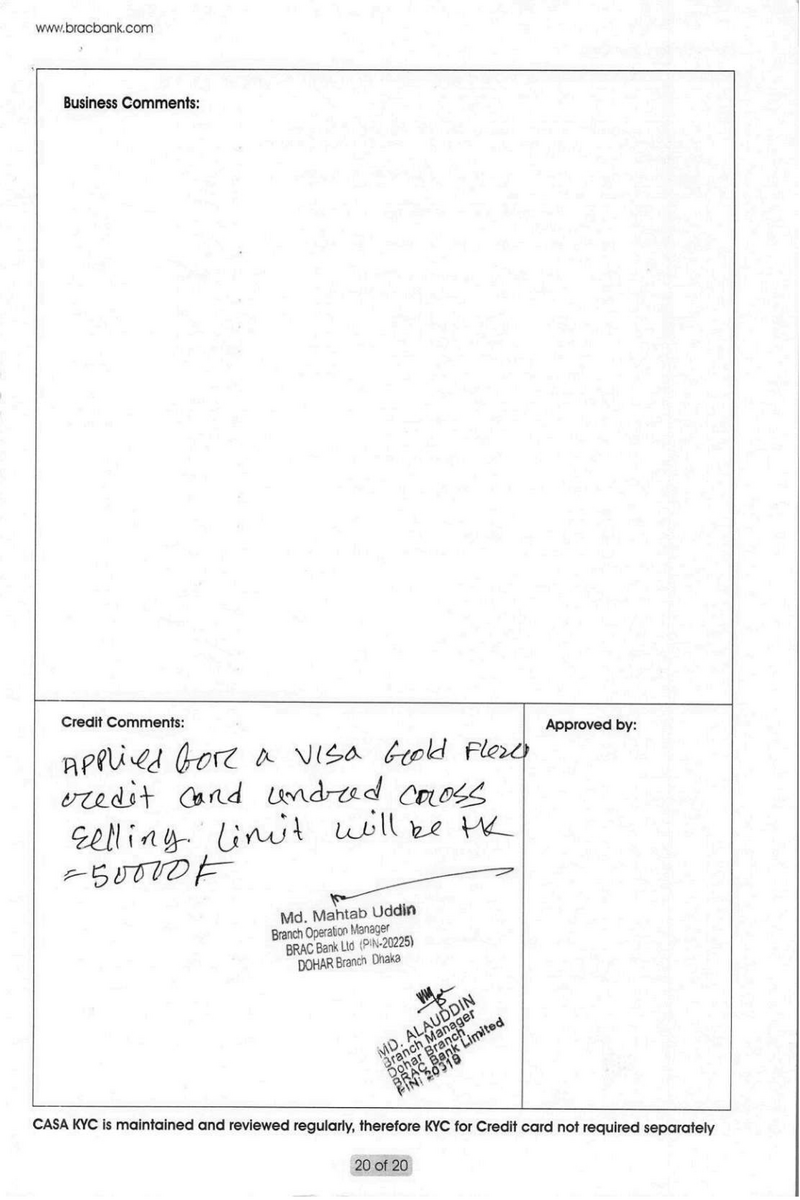 www.bracbank.com
Business Comments:
Credit Comments:
Applied for a VISA Gold Flexi
credit card undred cross
selling. limit will be tk
=50000/=
Md. Mahtab Uddin
Branch Operation Manager
BRAC Bank Ltd (PIN-20225)
DOHAR Branch Dhaka
MD. ALAUDDIN
Branch Manager
Dohar Branch
BRAC Bank Limited
PIN: 20319
Approved by:
CASA KYC is maintained and reviewed regularly, therefore KYC for Credit card not required separately
20 of 20